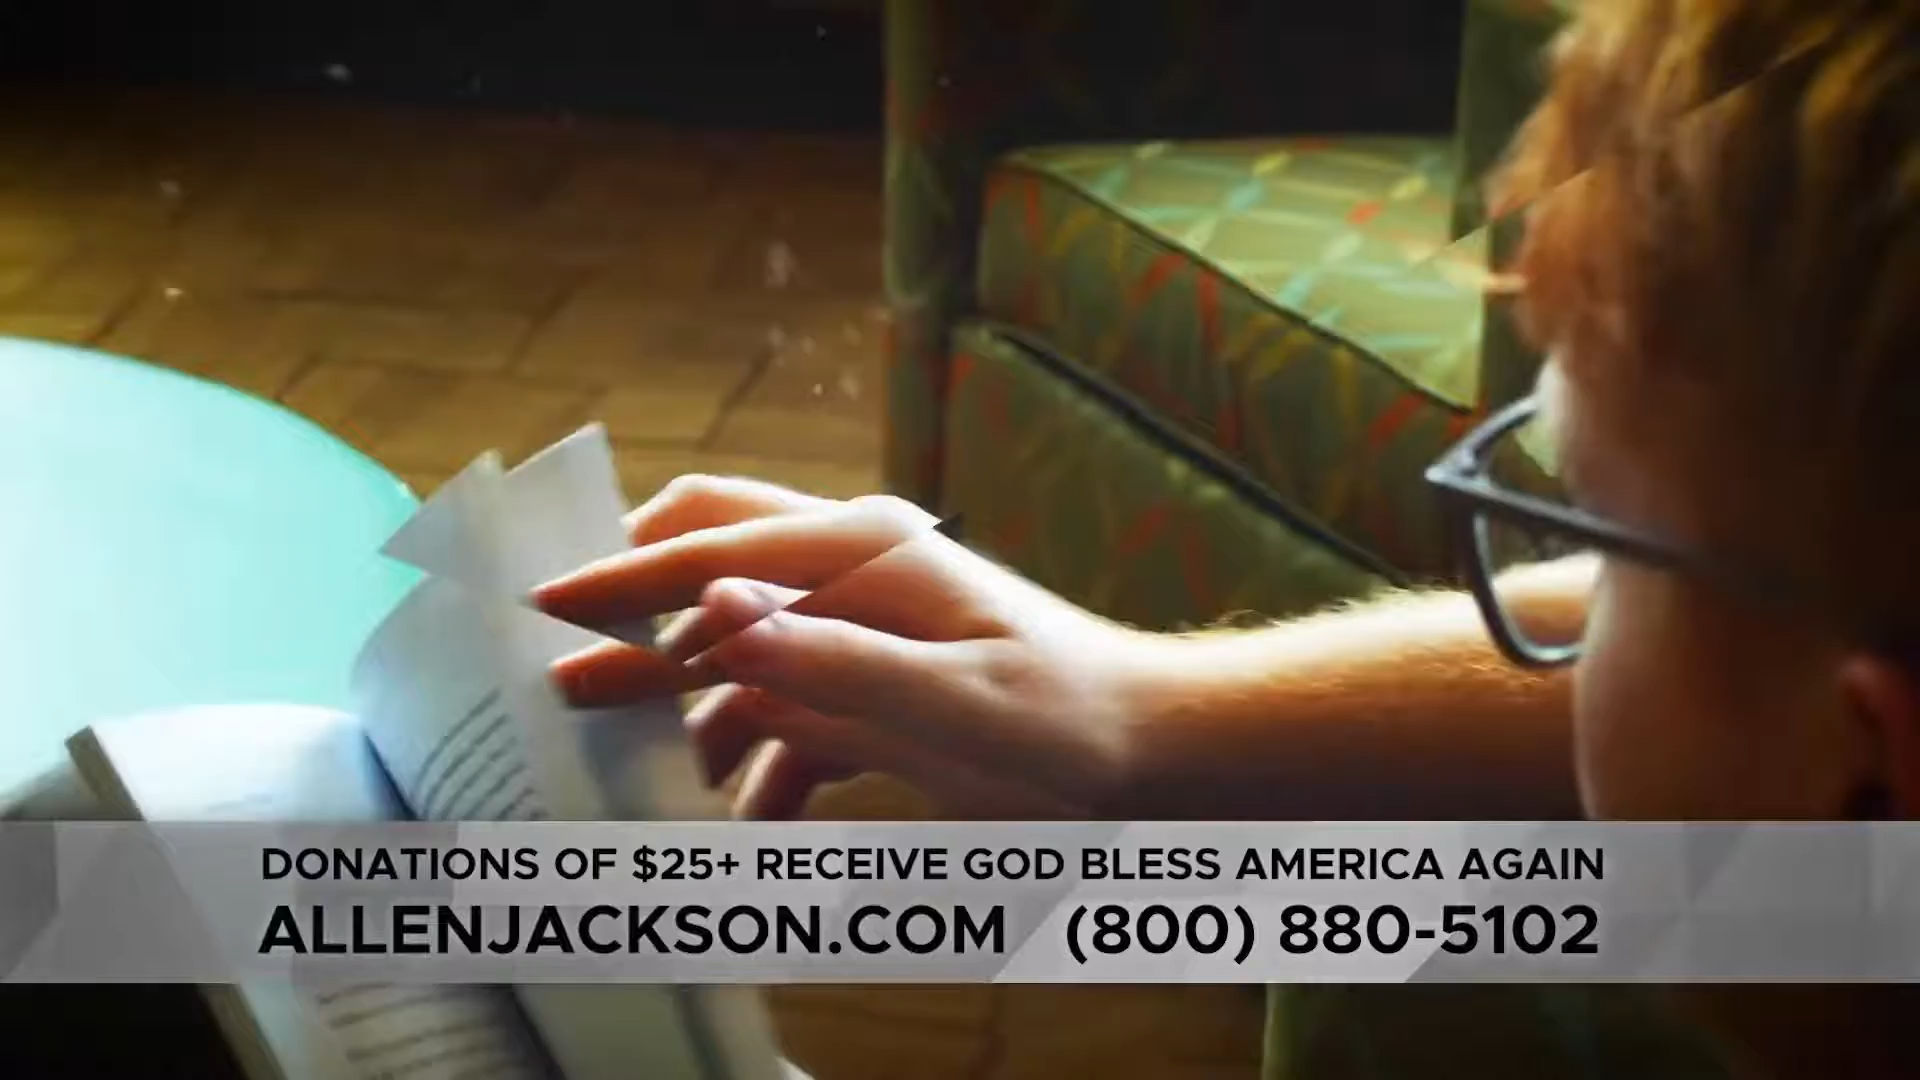 DONATIONS OF $25+ RECEIVE GOD BLESS AMERICA AGAIN
ALLENJACKSON.COM (800) 880-5102